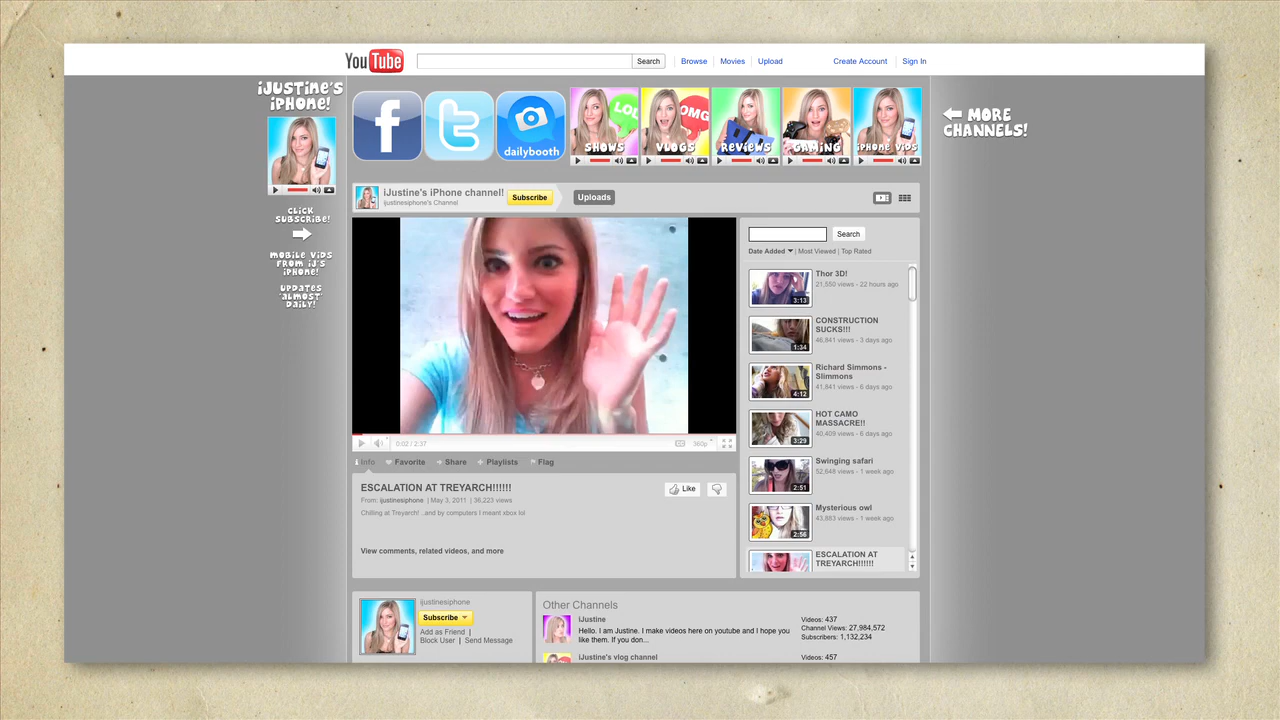 YouTube
Search
Browse
Movies
Upload
Create Account
Sign In
iJUSTINE'S
iPHONE!
CLICK
SUBSCRIBE!
MOBILE VIDS
FROM IJ'S
IPHONE!
UPDATES
"ALMOST"
DAILY!
f
t
dailybooth
LOL
SHOWS
OMG
VLOGS
REVIEWS
GAMING
iPHONE VIDS
MORE
CHANNELS!
iJustine's iPhone channel!
ijustinesiphone's Channel
Subscribe
Uploads
0:02 / 2:37
CC
360p
Info
Favorite
Share
Playlists
Flag
ESCALATION AT TREYARCH!!!!!!
From: ijustinesiphone | May 3, 2011 | 36,223 views
Chilling at Treyarch! ..and by computers I meant xbox lol
Like
View comments, related videos, and more
Search
Date Added | Most Viewed | Top Rated
3:13
Thor 3D!
21,550 views - 22 hours ago
1:34
CONSTRUCTION
SUCKS!!!
46,841 views - 3 days ago
4:12
Richard Simmons -
Slimmons
41,841 views - 6 days ago
3:29
HOT CAMO
MASSACRE!!
40,409 views - 6 days ago
2:51
Swinging safari
52,648 views - 1 week ago
2:56
Mysterious owl
43,883 views - 1 week ago
ESCALATION AT
TREYARCH!!!!!!
ijustinesiphone
Subscribe
Add as Friend |
Block User | Send Message
Other Channels
iJustine
Hello. I am Justine. I make videos here on youtube and I hope you
like them. If you don...
Videos: 437
Channel Views: 27,984,572
Subscribers: 1,132,234
iJustine's vlog channel
Videos: 457